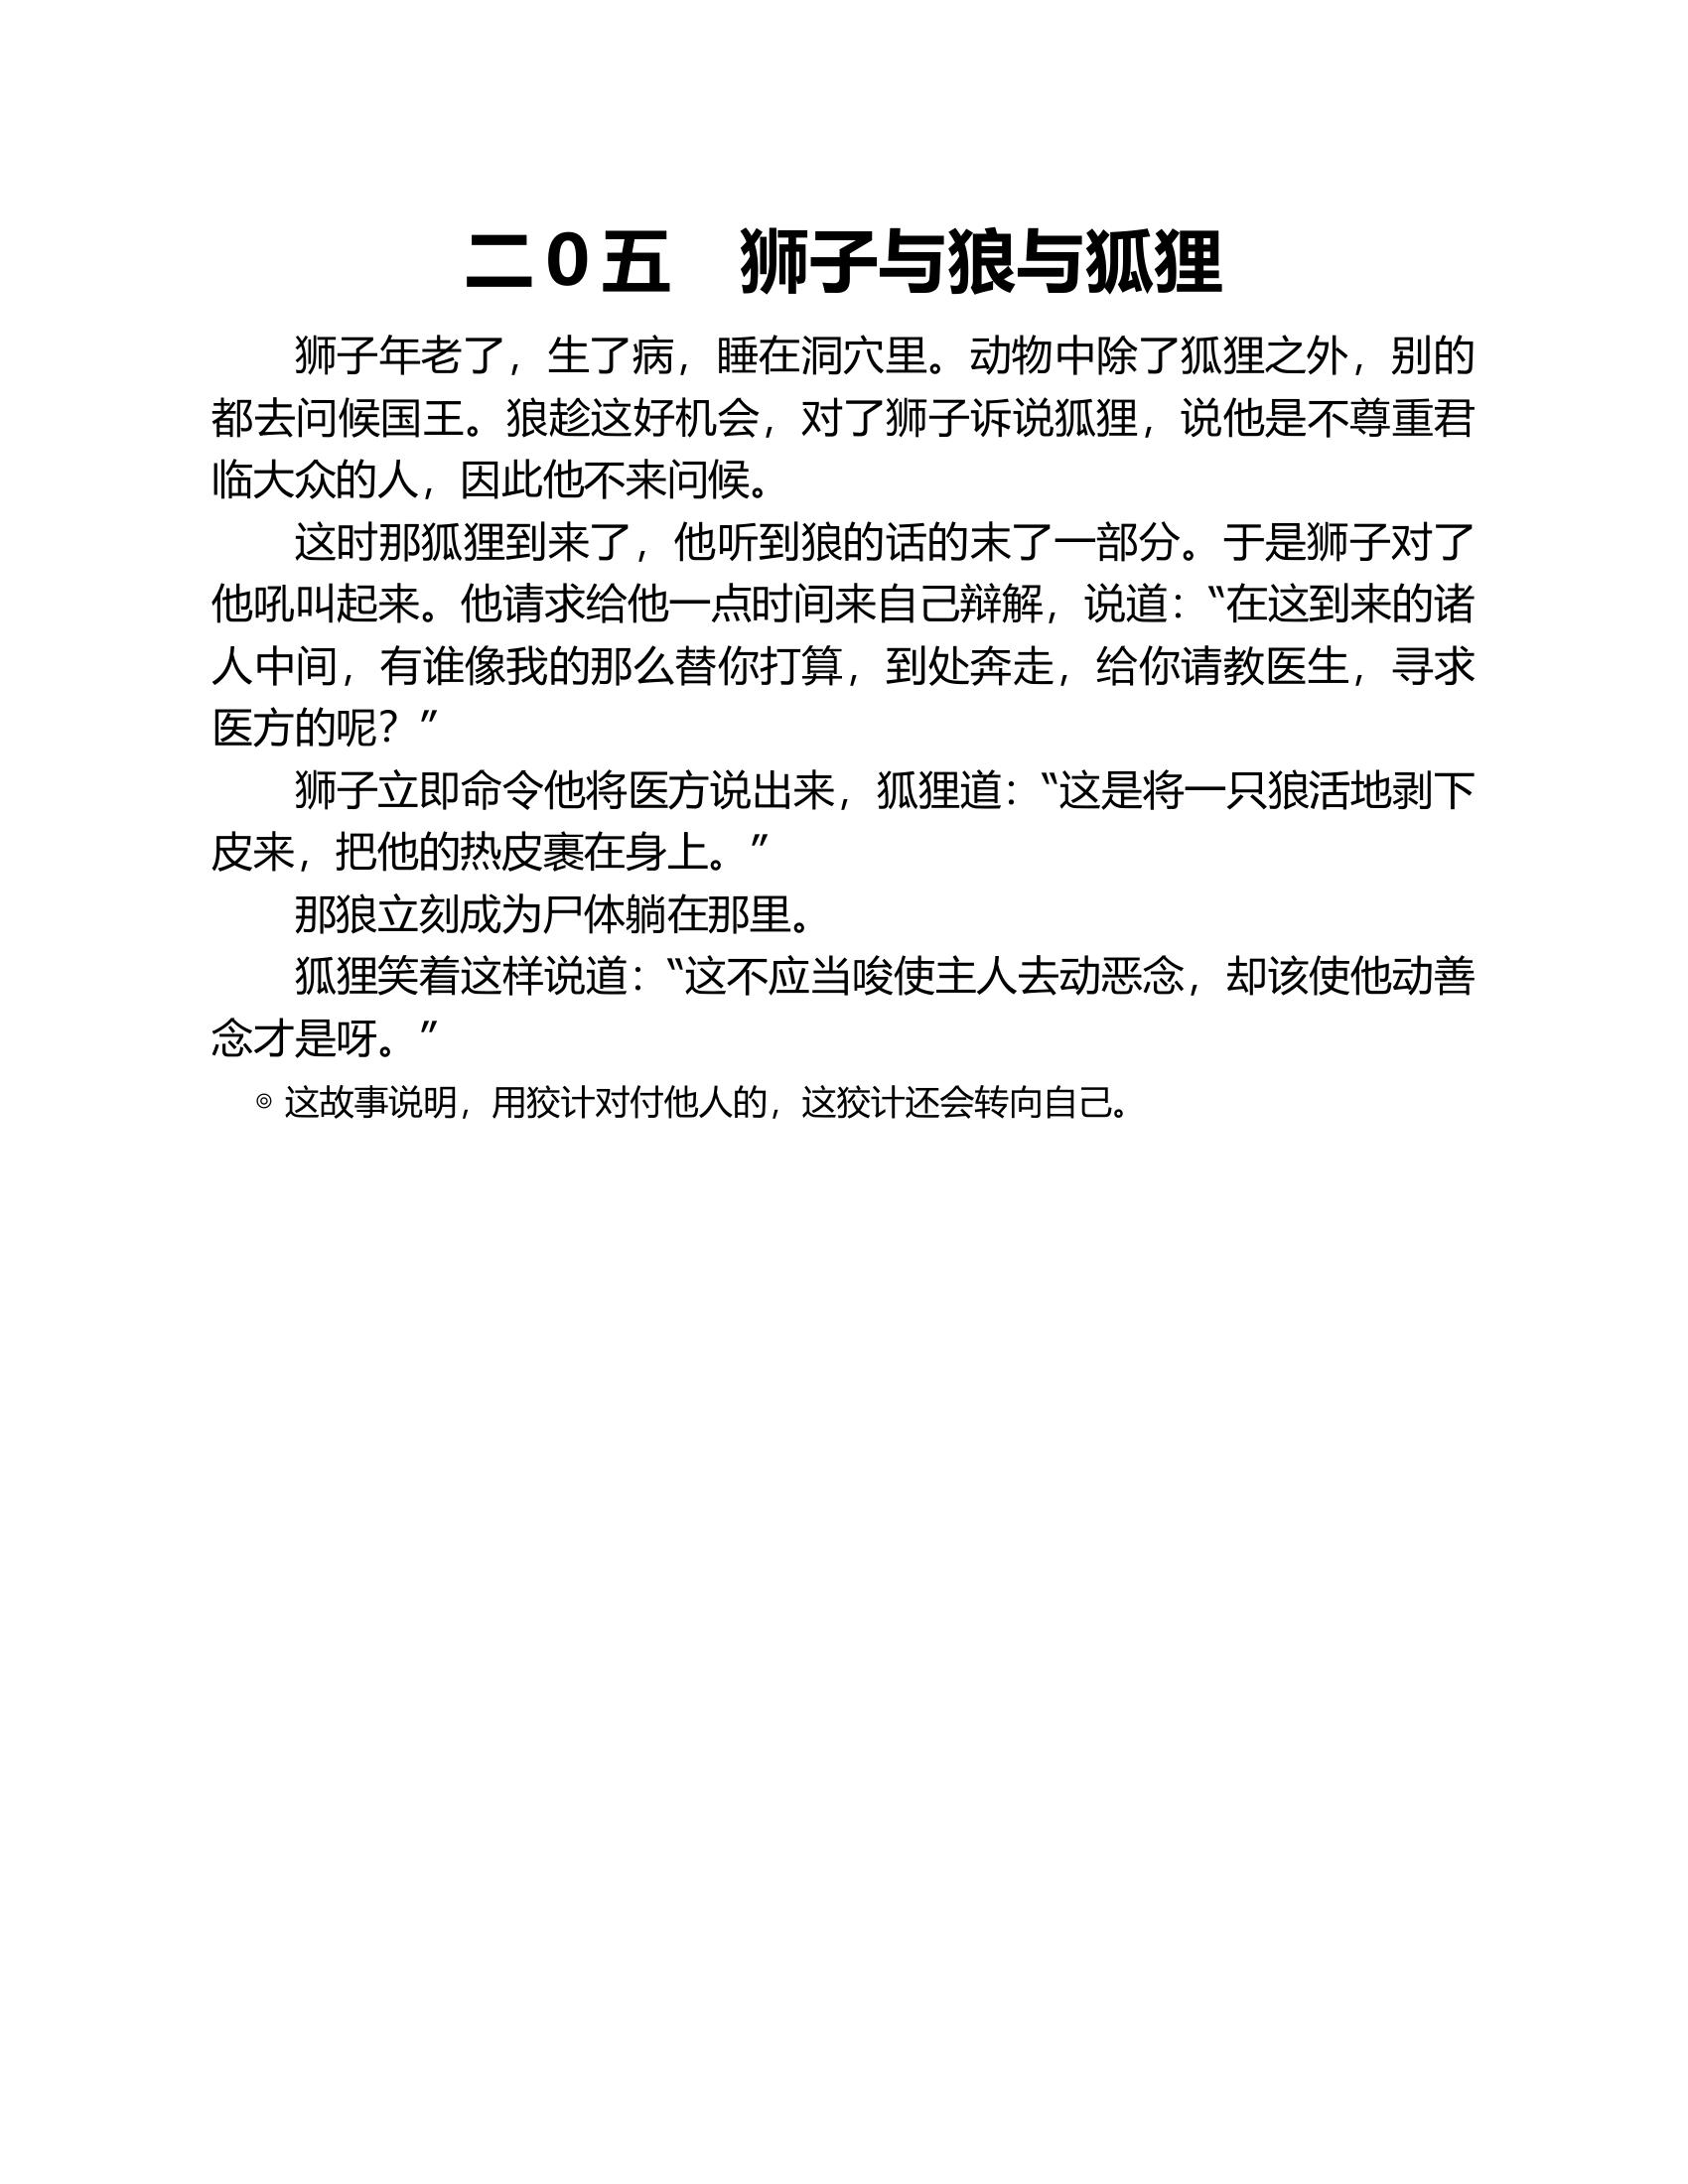 二0五　狮子与狼与狐狸
狮子年老了，生了病，睡在洞穴里。动物中除了狐狸之外，别的
都去问候国王。狼趁这好机会，对了狮子诉说狐狸，说他是不尊重君
临大众的人，因此他不来问候。
这时那狐狸到来了，他听到狼的话的末了一部分。于是狮子对了
他吼叫起来。他请求给他一点时间来自己辩解，说道：“在这到来的诸
人中间，有谁像我的那么替你打算，到处奔走，给你请教医生，寻求
医方的呢？”
狮子立即命令他将医方说出来，狐狸道：“这是将一只狼活地剥下
皮来，把他的热皮裹在身上。”
那狼立刻成为尸体躺在那里。
狐狸笑着这样说道：“这不应当唆使主人去动恶念，却该使他动善
念才是呀。”
◎ 这故事说明，用狡计对付他人的，这狡计还会转向自己。